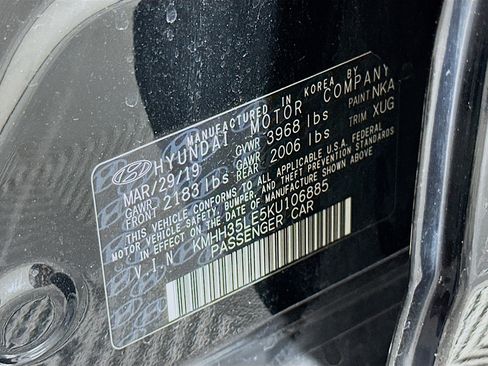 MANUFACTURED IN KOREA BY
HYUNDAI MOTOR COMPANY
MAR/29/19 GVWR 3968 lbs PAINT NKA
GAWR FRONT 2183 lbs GAWR REAR 2006 lbs TRIM XUG
THIS VEHICLE CONFORMS TO ALL APPLICABLE U.S.A. FEDERAL
MOTOR VEHICLE SAFETY, BUMPER, AND THEFT PREVENTION STANDARDS
IN EFFECT ON THE DATE OF MANUFACTURE SHOWN ABOVE.
V.I.N KMHH35LE5KU106885
PASSENGER CAR